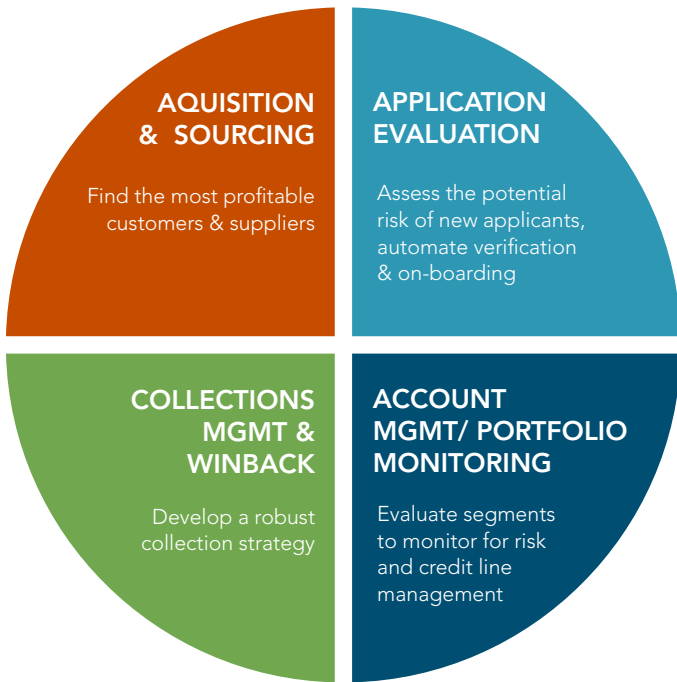 AQUISITION
& SOURCING
Find the most profitable
customers & suppliers
APPLICATION
EVALUATION
Assess the potential
risk of new applicants,
automate verification
& on-boarding
COLLECTIONS
MGMT &
WINBACK
Develop a robust
collection strategy
ACCOUNT
MGMT/ PORTFOLIO
MONITORING
Evaluate segments
to monitor for risk
and credit line
management